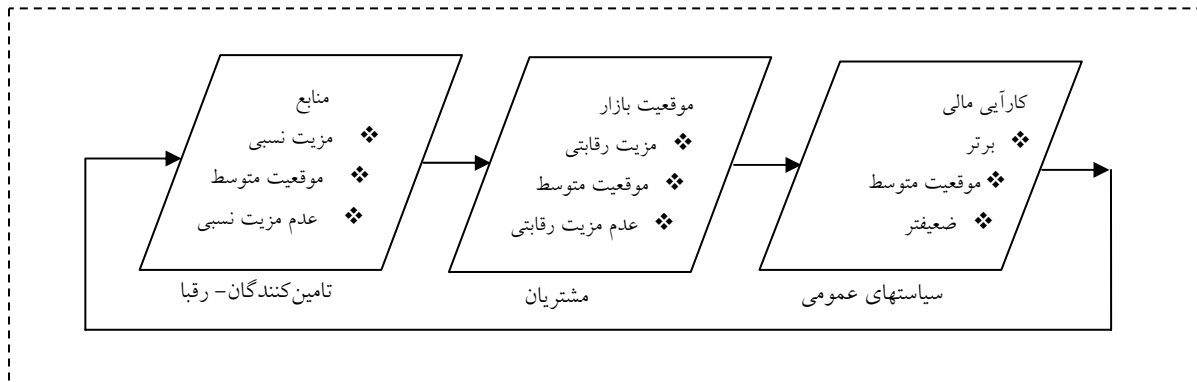 منابع
❖ مزیت نسبی
❖ موقعیت متوسط
❖ عدم مزیت نسبی
تامین‌کنندگان- رقبا
موقعیت بازار
❖ مزیت رقابتی
❖ موقعیت متوسط
❖ عدم مزیت رقابتی
مشتریان
کارآیی مالی
❖ برتر
❖ موقعیت متوسط
❖ ضعیفتر
سیاستهای عمومی